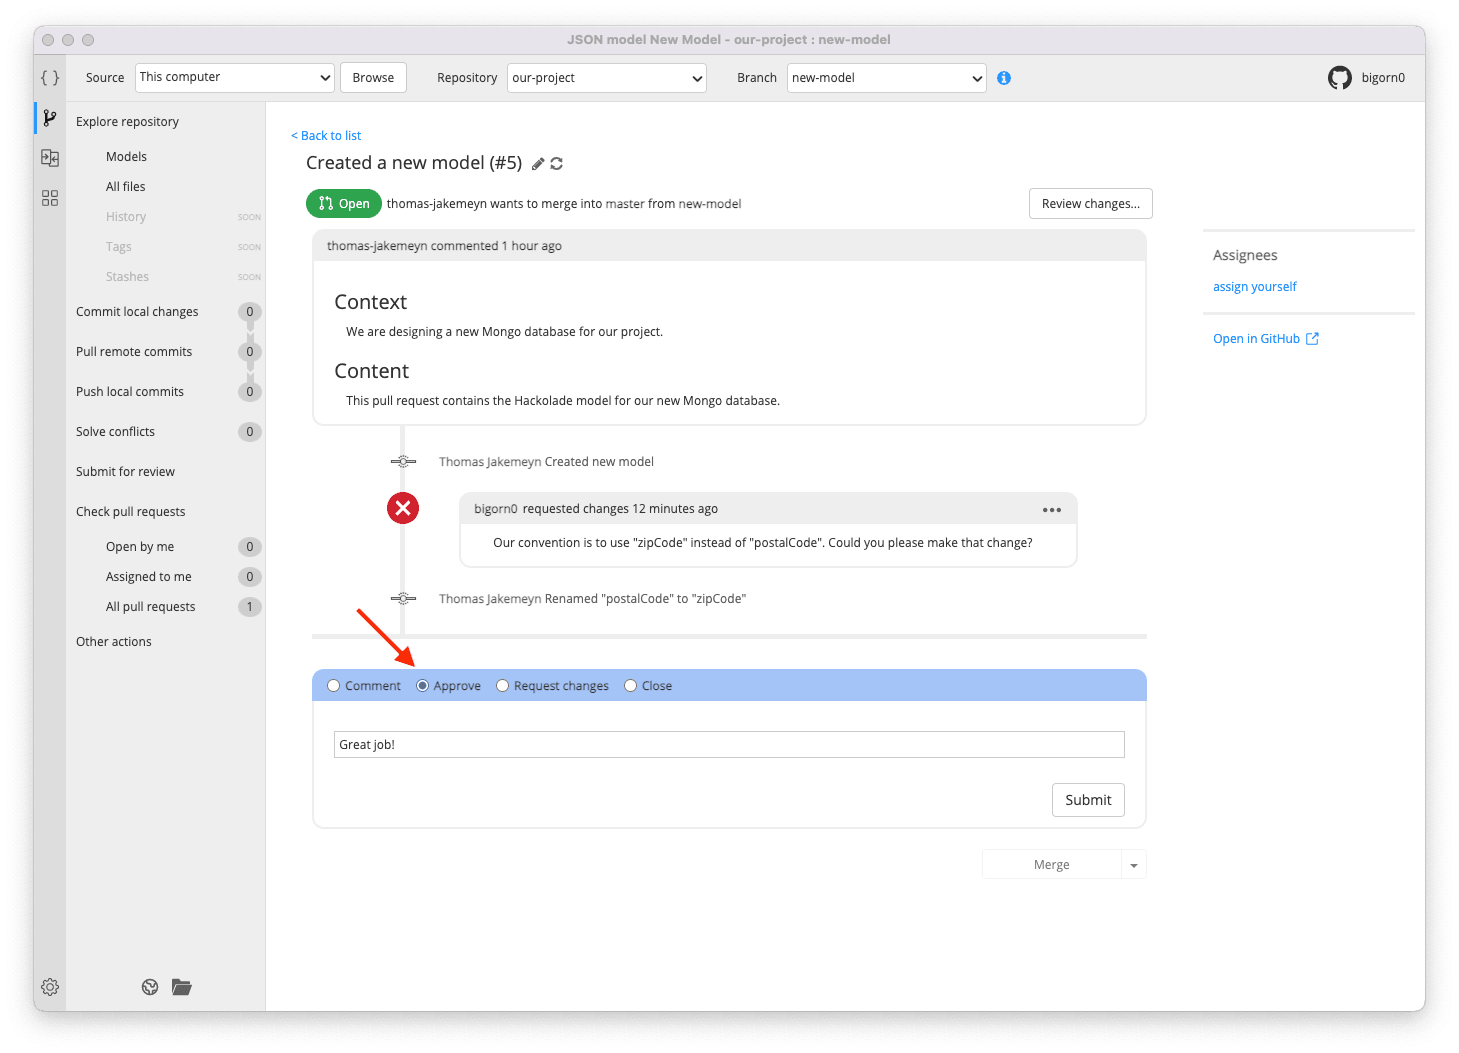 JSON model New Model - our-project : new-model
{ } Source This computer Browse Repository our-project Branch new-model bigorn0
Explore repository
Models
All files
History SOON
Tags SOON
Stashes SOON
Commit local changes 0
Pull remote commits 0
Push local commits 0
Solve conflicts 0
Submit for review
Check pull requests
Open by me 0
Assigned to me 0
All pull requests 1
Other actions
< Back to list
Created a new model (#5)
Open thomas-jakemeyn wants to merge into master from new-model Review changes...
thomas-jakemeyn commented 1 hour ago
Context
We are designing a new Mongo database for our project.
Content
This pull request contains the Hackolade model for our new Mongo database.
Thomas Jakemeyn Created new model
bigorn0 requested changes 12 minutes ago
Our convention is to use "zipCode" instead of "postalCode". Could you please make that change?
Thomas Jakemeyn Renamed "postalCode" to "zipCode"
Comment Approve Request changes Close
Great job!
Submit
Merge
Assignees
assign yourself
Open in GitHub